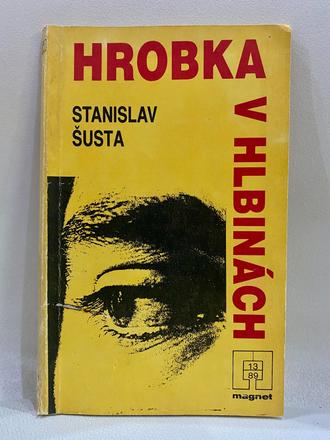 HROBKA
V HLBINÁCH
STANISLAV
ŠUSTA
13
89
magnet